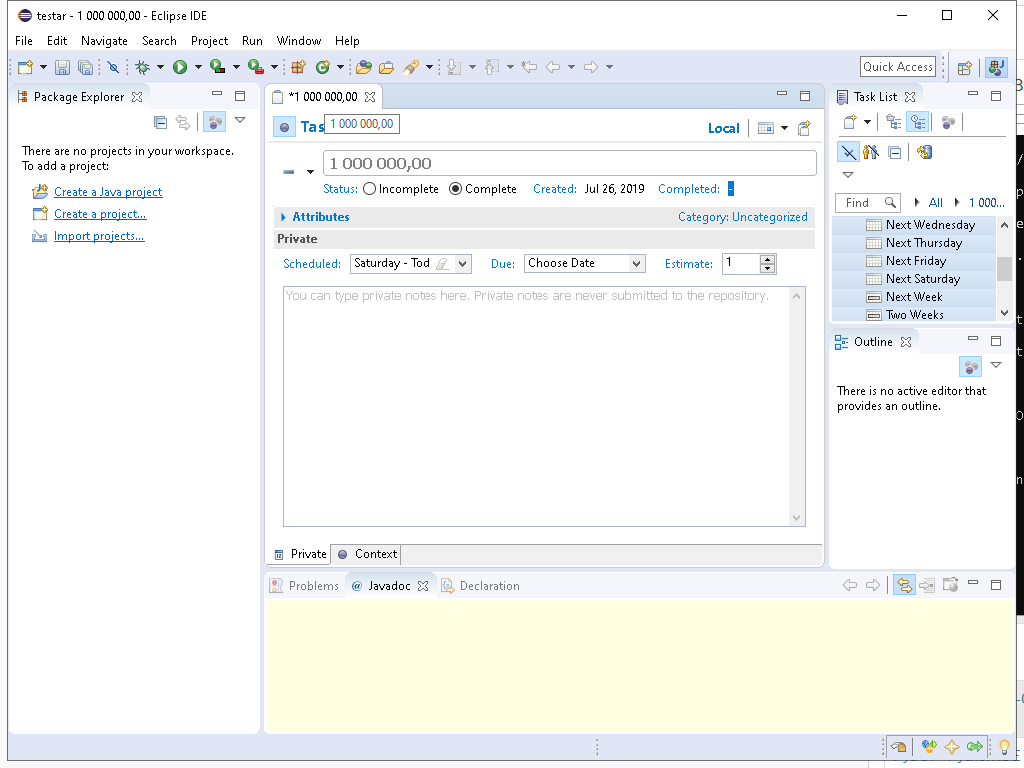 testar - 1 000 000,00 - Eclipse IDE
File Edit Navigate Search Project Run Window Help
Quick Access
Package Explorer
There are no projects in your workspace.
To add a project:
Create a Java project
Create a project...
Import projects...
*1 000 000,00
Tas
1 000 000,00
Local
1 000 000,00
Status: Incomplete Complete Created: Jul 26, 2019 Completed: -
Attributes Category: Uncategorized
Private
Scheduled: Saturday - Tod Due: Choose Date Estimate: 1
You can type private notes here. Private notes are never submitted to the repository.
Private Context
Task List
Find All 1 000...
Next Wednesday
Next Thursday
Next Friday
Next Saturday
Next Week
Two Weeks
Outline
There is no active editor that
provides an outline.
Problems @ Javadoc Declaration